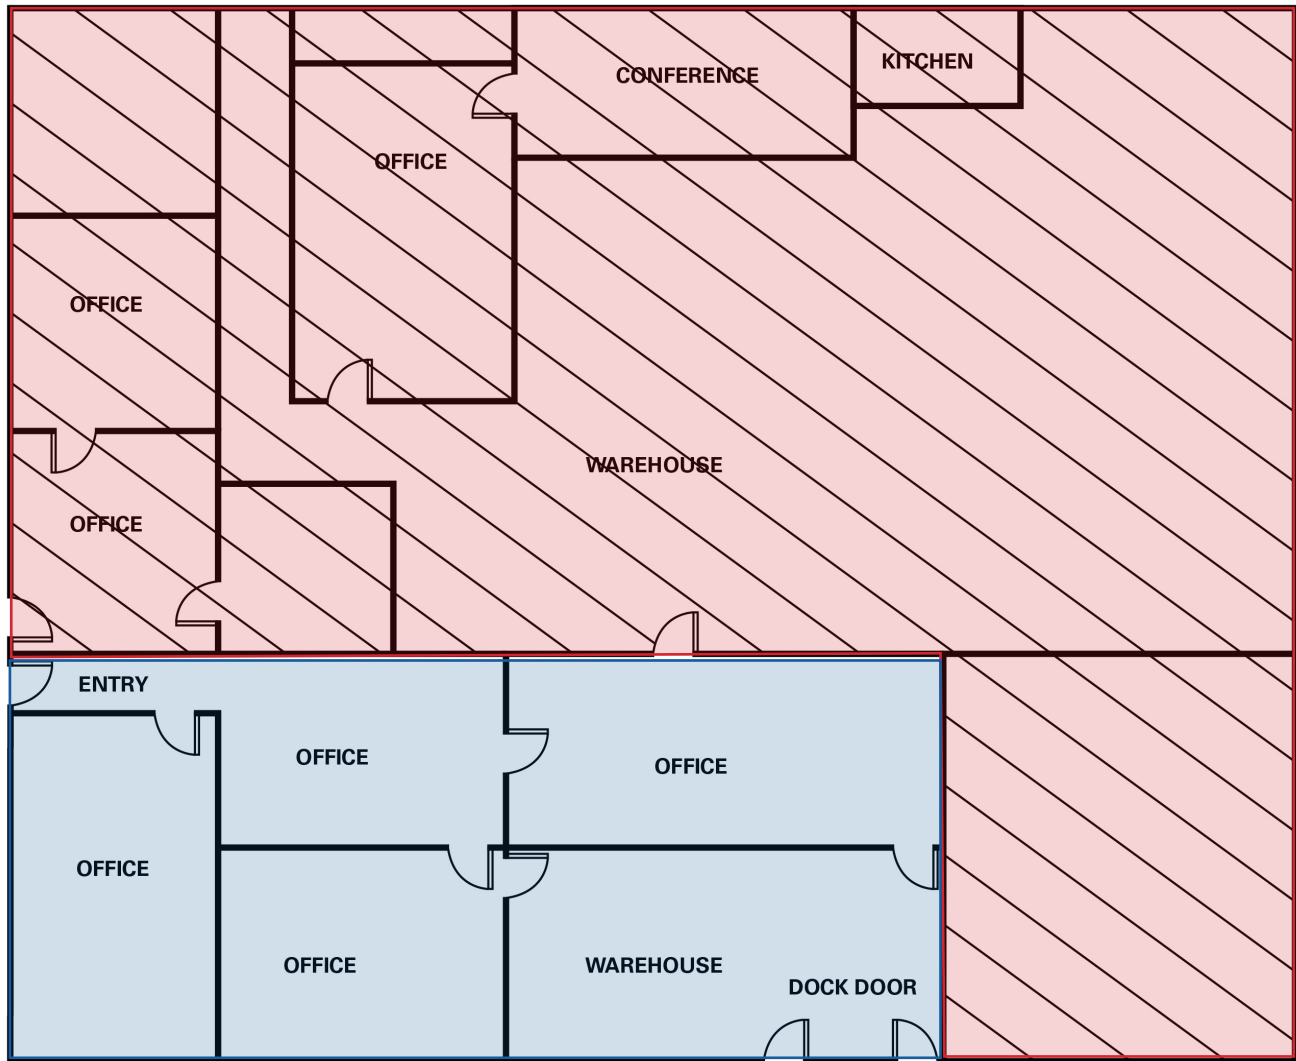 KITCHEN
CONFERENCE
OFFICE
OFFICE
WAREHOUSE
OFFICE
ENTRY
OFFICE
OFFICE
OFFICE
OFFICE
WAREHOUSE
DOCK DOOR